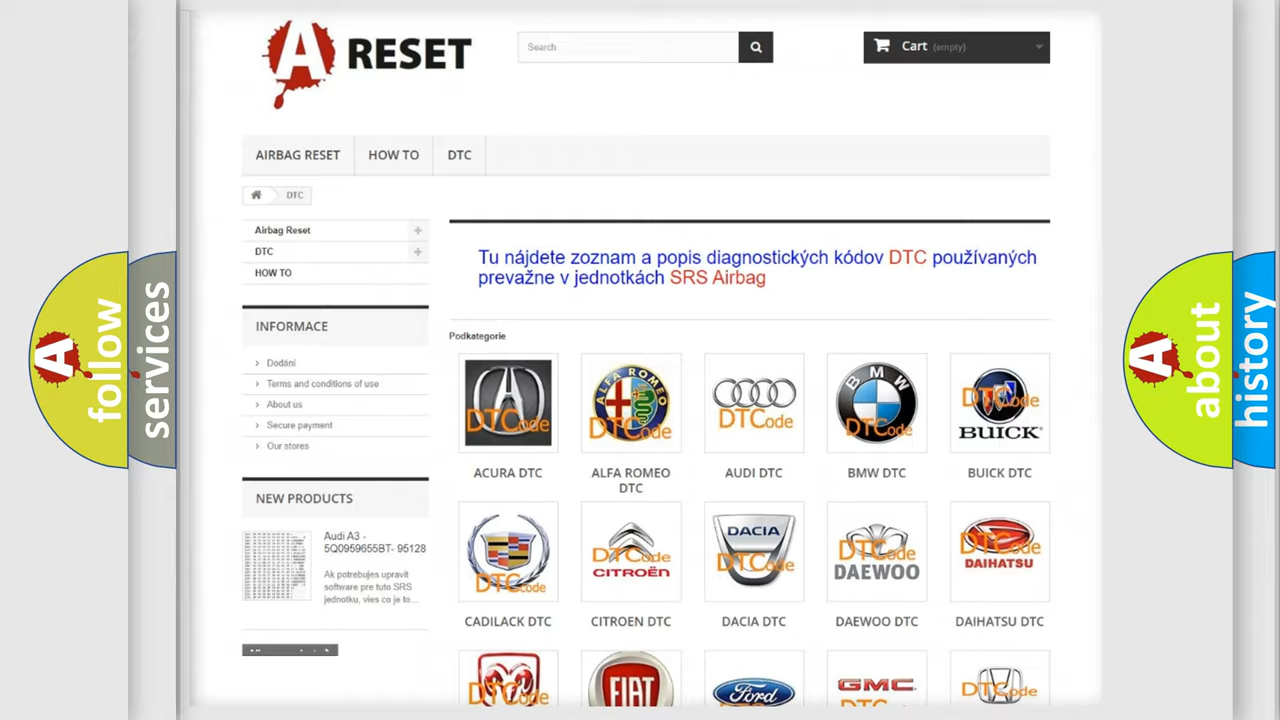 A RESET
Search
Cart (empty)
AIRBAG RESET
HOW TO
DTC
DTC
Airbag Reset
DTC
HOW TO
INFORMACE
Dodání
Terms and conditions of use
About us
Secure payment
Our stores
NEW PRODUCTS
Audi A3 -
5Q0959655BT- 95128
Ak potrebujes upravit
software pre tuto SRS
jednotku, vies co je to...
Tu nájdete zoznam a popis diagnostických kódov DTC používaných
prevažne v jednotkách SRS Airbag
Podkategorie
DTCode
ALFA ROMEO
DTCode
DTCode
BMW
DTCode
DTCode
BUICK
ACURA DTC
ALFA ROMEO
DTC
AUDI DTC
BMW DTC
BUICK DTC
DTCode
DTCode
CITROËN
DACIA
DTCode
DTCode
DAEWOO
DTCode
DAIHATSU
CADILACK DTC
CITROEN DTC
DACIA DTC
DAEWOO DTC
DAIHATSU DTC
DTCode
FIAT
Ford
GMC
DTCode
A follow
services
A about
history